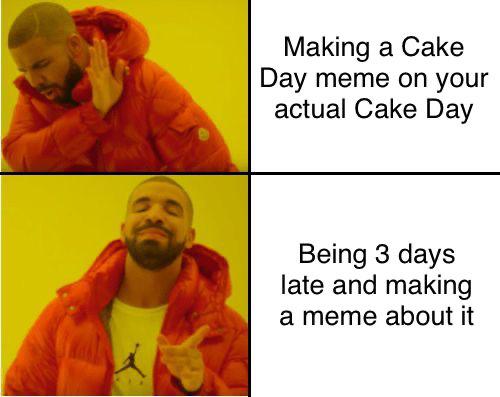 Making a Cake
Day meme on your
actual Cake Day
Being 3 days
late and making
a meme about it